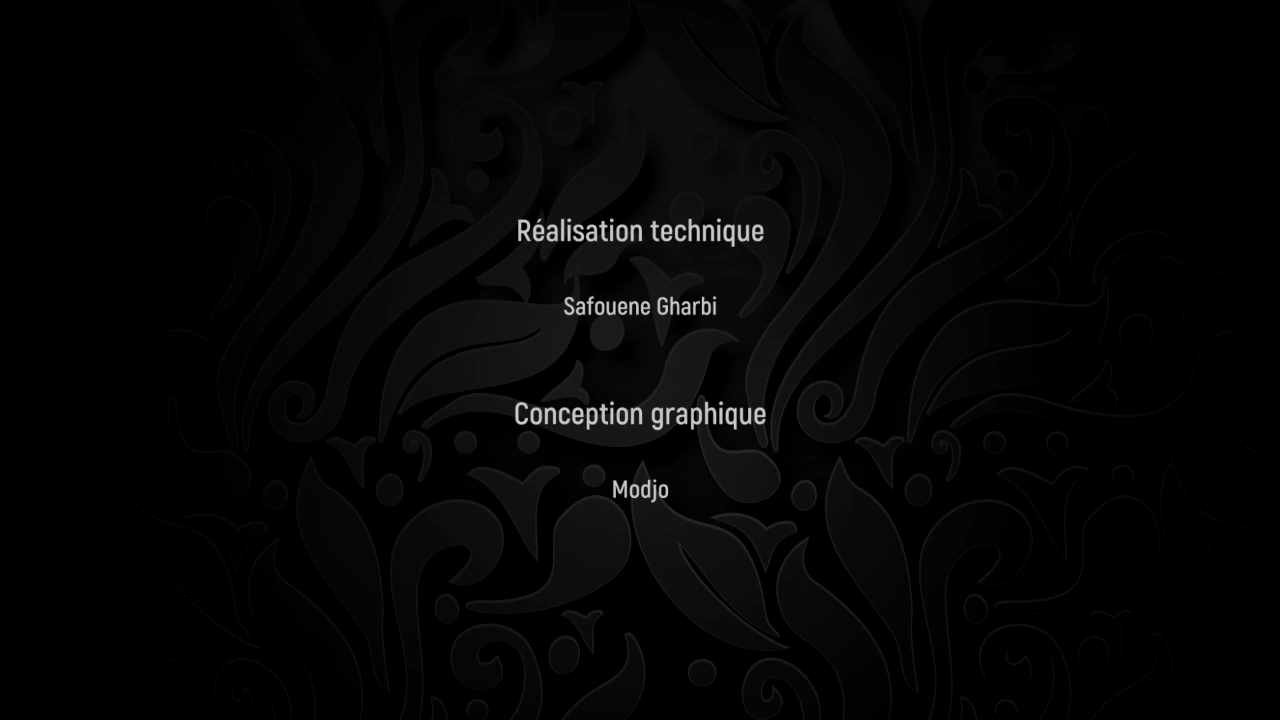 Réalisation technique
Safouene Gharbi
Conception graphique
Modjo